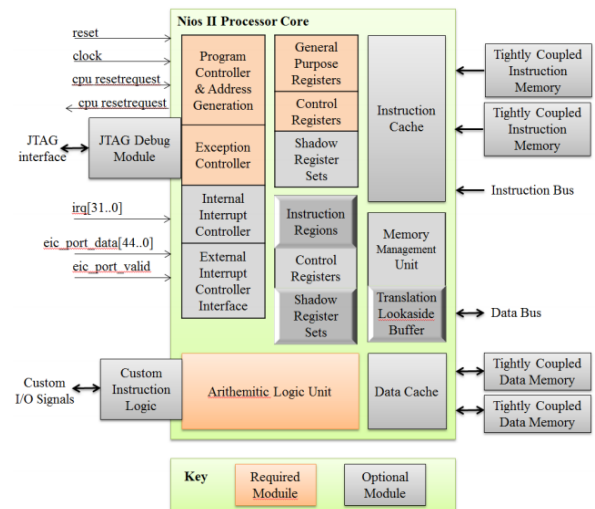 Nios II Processor Core
reset
clock
cpu resetrequest
cpu resetrequest
JTAG
interface
JTAG Debug
Module
irq[31..0]
eic_port_data[44..0]
eic_port_valid
Custom
I/O Signals
Custom
Instruction
Logic
Program
Controller
& Address
Generation
Exception
Controller
Internal
Interrupt
Controller
External
Interrupt
Controller
Interface
General
Purpose
Registers
Control
Registers
Shadow
Register
Sets
Instruction
Regions
Control
Registers
Shadow
Register
Sets
Arithmitic Logic Unit
Instruction
Cache
Memory
Management
Unit
Translation
Lookaside
Buffer
Data Cache
Tightly Coupled
Instruction
Memory
Tightly Coupled
Instruction
Memory
Instruction Bus
Data Bus
Tightly Coupled
Data Memory
Tightly Coupled
Data Memory
Key
Required
Moduile
Optional
Module